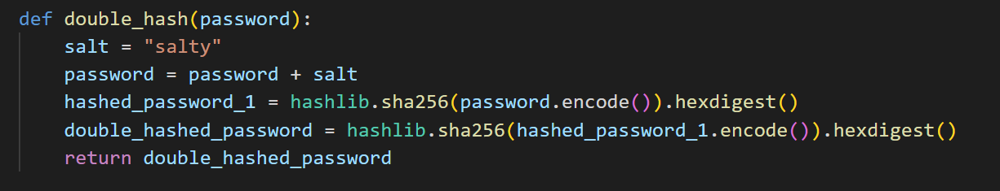 def double_hash(password):
    salt = "salty"
    password = password + salt
    hashed_password_1 = hashlib.sha256(password.encode()).hexdigest()
    double_hashed_password = hashlib.sha256(hashed_password_1.encode()).hexdigest()
    return double_hashed_password